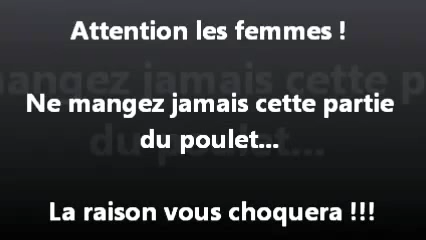 Attention les femmes !
Ne mangez jamais cette partie
du poulet...
La raison vous choquera !!!